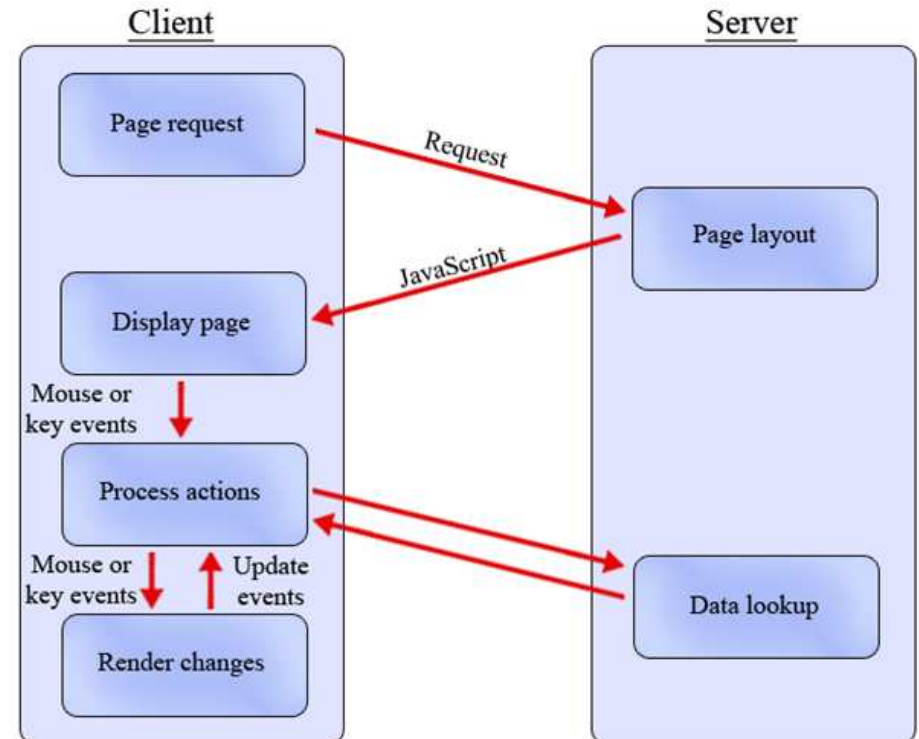 Client
Server
Page request
Request
Page layout
JavaScript
Display page
Mouse or
key events
Process actions
Mouse or
key events
Update
events
Data lookup
Render changes